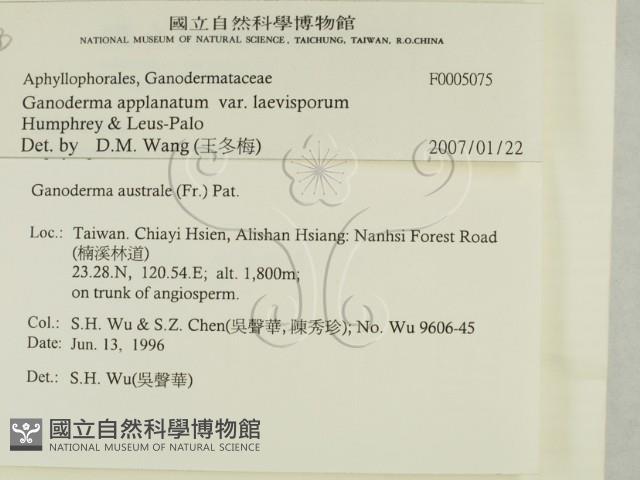 國立自然科學博物館
NATIONAL MUSEUM OF NATURAL SCIENCE, TAICHUNG, TAIWAN, R.O.CHINA
Aphyllophorales, Ganodermataceae F0005075
Ganoderma applanatum var. laevisporum
Humphrey & Leus-Palo
Det. by D.M. Wang (王冬梅) 2007/01/22
Ganoderma australe (Fr.) Pat.
Loc.: Taiwan. Chiayi Hsien, Alishan Hsiang: Nanhsi Forest Road
(楠溪林道)
23.28.N, 120.54.E; alt. 1,800m;
on trunk of angiosperm.
Col.: S.H. Wu & S.Z. Chen(吳聲華, 陳秀珍); No. Wu 9606-45
Date: Jun. 13, 1996
Det.: S.H. Wu(吳聲華)
國立自然科學博物館
NATIONAL MUSEUM OF NATURAL SCIENCE